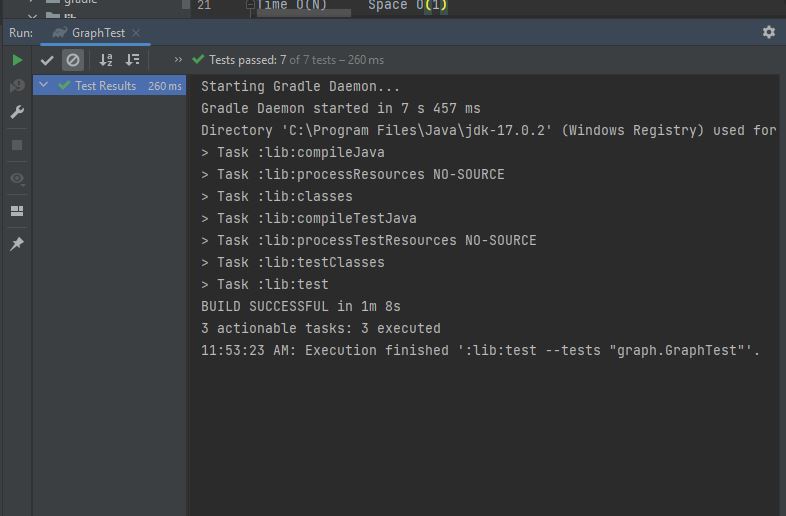 gradle
lib
21 Time O(N) Space O(1)
Run: GraphTest
Tests passed: 7 of 7 tests – 260 ms
Test Results 260 ms
Starting Gradle Daemon...
Gradle Daemon started in 7 s 457 ms
Directory 'C:\Program Files\Java\jdk-17.0.2' (Windows Registry) used for
> Task :lib:compileJava
> Task :lib:processResources NO-SOURCE
> Task :lib:classes
> Task :lib:compileTestJava
> Task :lib:processTestResources NO-SOURCE
> Task :lib:testClasses
> Task :lib:test
BUILD SUCCESSFUL in 1m 8s
3 actionable tasks: 3 executed
11:53:23 AM: Execution finished ':lib:test --tests "graph.GraphTest"'.